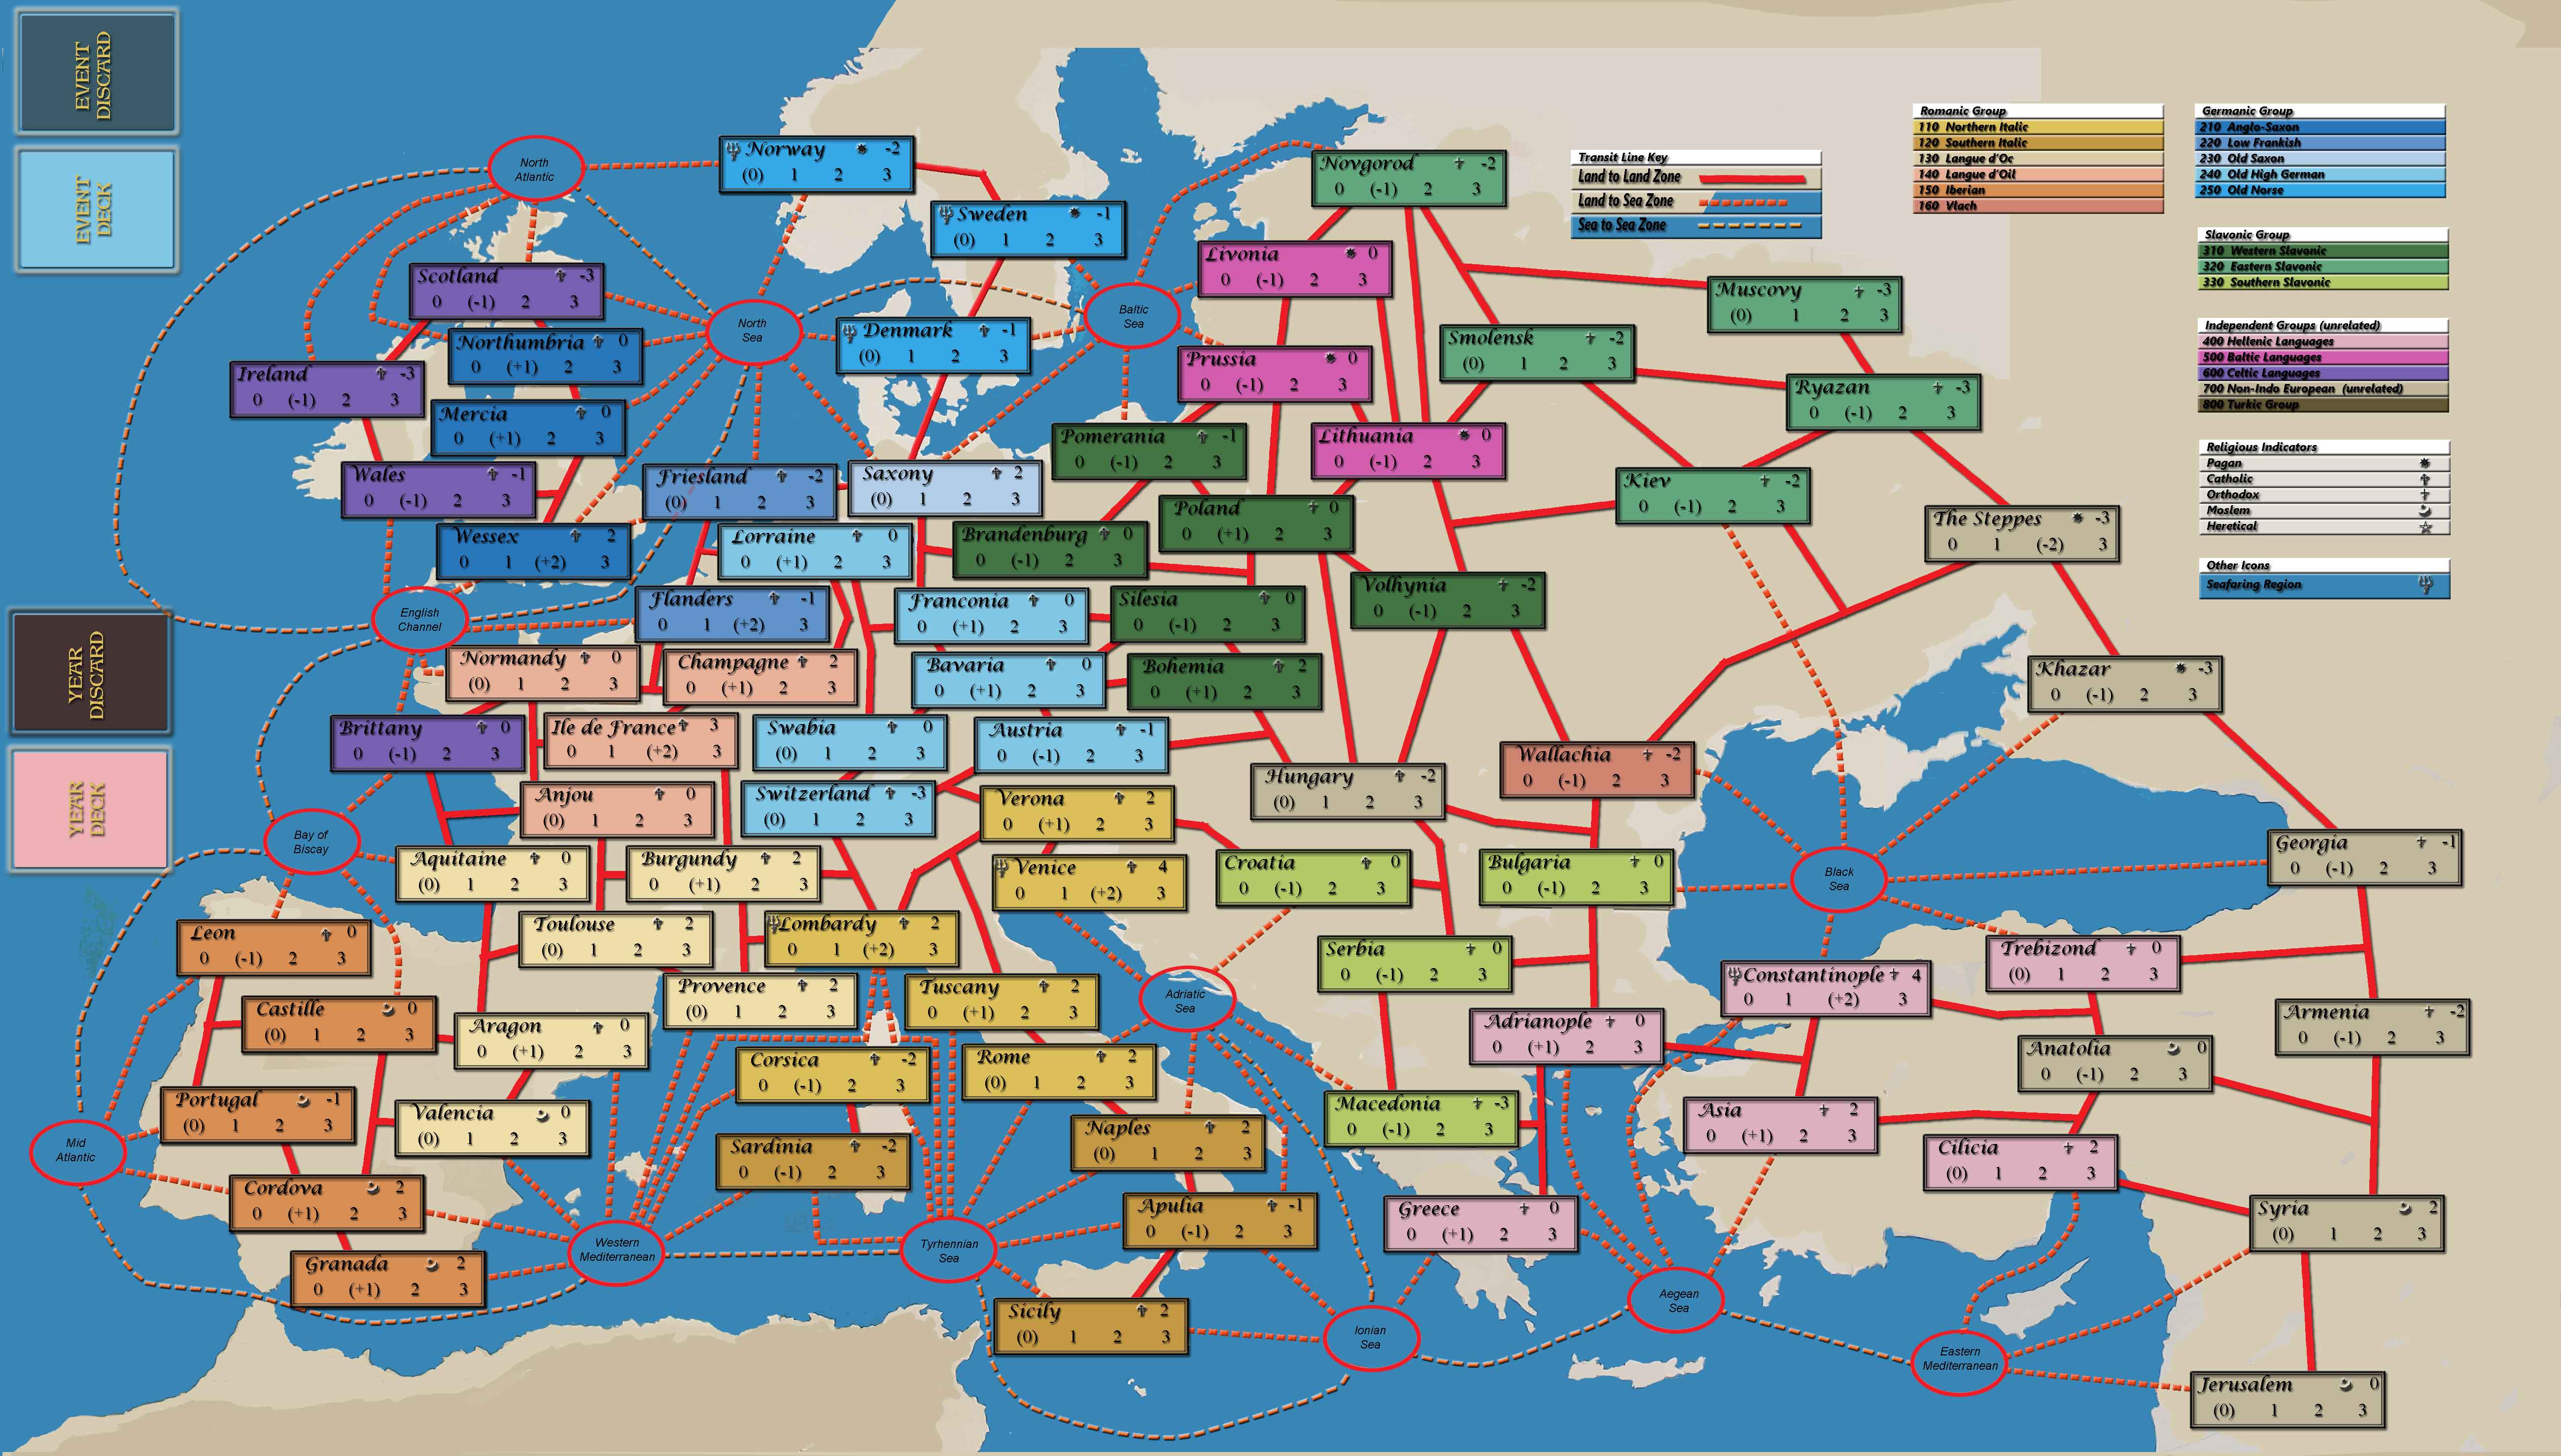 EVENT
DISCARD
EVENT
DECK
YEAR
DISCARD
YEAR
DECK
Transit Line Key
Land to Land Zone
Land to Sea Zone
Sea to Sea Zone
Romanic Group
110 Northern Italic
120 Southern Italic
130 Langue d'Oc
140 Langue d'Oil
150 Iberian
160 Vlach
Germanic Group
210 Anglo-Saxon
220 Low Frankish
230 Old Saxon
240 Old High German
250 Old Norse
Slavonic Group
310 Western Slavonic
320 Eastern Slavonic
330 Southern Slavonic
Independent Groups (unrelated)
400 Hellenic Languages
500 Baltic Languages
600 Celtic Languages
700 Non-Indo European (unrelated)
800 Turkic Group
Religious Indicators
Pagan
Catholic
Orthodox
Moslem
Heretical
Other Icons
Seafaring Region
North
Atlantic
Norway -2
(0) 1 2 3
Novgorod -2
0 (-1) 2 3
Sweden -1
(0) 1 2 3
Livonia 0
0 (-1) 2 3
Scotland -3
0 (-1) 2 3
Muscovy -3
(0) 1 2 3
North
Sea
Baltic
Sea
Northumbria 0
0 (+1) 2 3
Denmark -1
(0) 1 2 3
Smolensk -2
(0) 1 2 3
Prussia 0
0 (-1) 2 3
Ireland -3
0 (-1) 2 3
Ryazan -3
0 (-1) 2 3
Mercia 0
0 (+1) 2 3
Pomerania -1
0 (-1) 2 3
Lithuania 0
0 (-1) 2 3
Wales -1
0 (-1) 2 3
Friesland -2
(0) 1 2 3
Saxony 2
(0) 1 2 3
Kiev -2
0 (-1) 2 3
Poland 0
0 (+1) 2 3
The Steppes -3
0 1 (-2) 3
Wessex 2
0 1 (+2) 3
Lorraine 0
0 (+1) 2 3
Brandenburg 0
0 (-1) 2 3
Volhynia -2
0 (-1) 2 3
English
Channel
Flanders -1
0 1 (+2) 3
Franconia 0
0 (+1) 2 3
Silesia 0
0 (-1) 2 3
Normandy 0
(0) 1 2 3
Champagne 2
0 (+1) 2 3
Bavaria 0
0 (+1) 2 3
Bohemia 2
0 (+1) 2 3
Khazar -3
0 (-1) 2 3
Brittany 0
0 (-1) 2 3
Ile de France 3
0 1 (+2) 3
Swabia 0
(0) 1 2 3
Austria -1
0 (-1) 2 3
Wallachia -2
0 (-1) 2 3
Hungary -2
(0) 1 2 3
Anjou 0
(0) 1 2 3
Switzerland -3
(0) 1 2 3
Verona 2
0 (+1) 2 3
Bay of
Biscay
Georgia -1
0 (-1) 2 3
Aquitaine 0
(0) 1 2 3
Burgundy 2
0 (+1) 2 3
Venice 4
0 1 (+2) 3
Croatia 0
0 (-1) 2 3
Bulgaria 0
0 (-1) 2 3
Black
Sea
Leon 0
0 (-1) 2 3
Toulouse 2
(0) 1 2 3
Lombardy 2
0 1 (+2) 3
Serbia 0
0 (-1) 2 3
Trebizond 0
(0) 1 2 3
Constantinople 4
0 1 (+2) 3
Provence 2
(0) 1 2 3
Tuscany 2
0 (+1) 2 3
Adriatic
Sea
Castille 0
(0) 1 2 3
Aragon 0
0 (+1) 2 3
Adrianople 0
0 (+1) 2 3
Armenia -2
0 (-1) 2 3
Corsica -2
0 (-1) 2 3
Rome 2
(0) 1 2 3
Anatolia 0
0 (-1) 2 3
Portugal -1
(0) 1 2 3
Valencia 0
(0) 1 2 3
Macedonia -3
0 (-1) 2 3
Asia 2
0 (+1) 2 3
Mid
Atlantic
Sardinia -2
0 (-1) 2 3
Naples 2
(0) 1 2 3
Cilicia 2
(0) 1 2 3
Cordova 2
0 (+1) 2 3
Apulia -1
0 (-1) 2 3
Greece 0
0 (+1) 2 3
Syria 2
(0) 1 2 3
Western
Mediterranean
Tyrhennian
Sea
Granada 2
0 (+1) 2 3
Sicily 2
(0) 1 2 3
Ionian
Sea
Aegean
Sea
Eastern
Mediterranean
Jerusalem 0
(0) 1 2 3